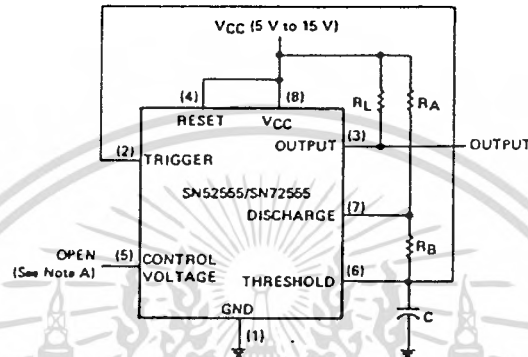 VCC (5 V to 15 V)
(4)
(8)
RL
RA
RESET
VCC
(3)
OUTPUT
OUTPUT
(2)
TRIGGER
SN52555/SN72555
(7)
DISCHARGE
OPEN
(See Note A)
(5)
CONTROL
VOLTAGE
RB
(6)
THRESHOLD
C
GND
(1)